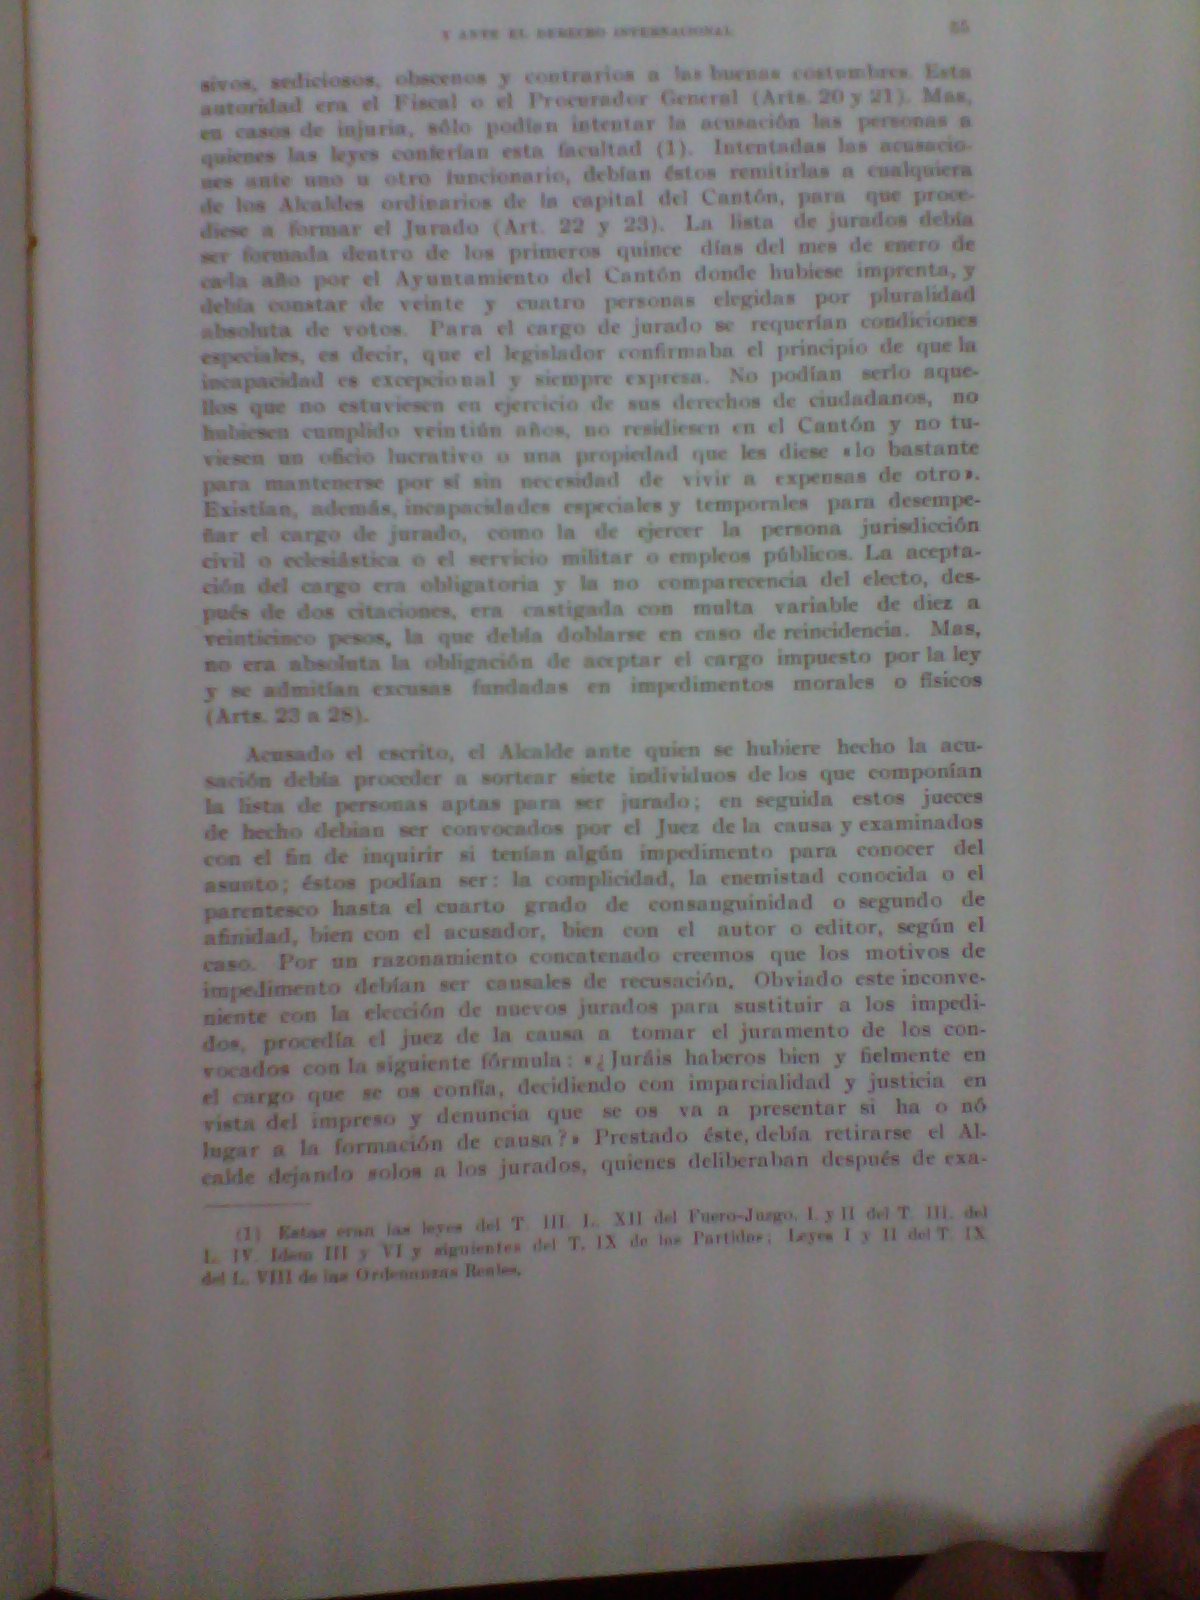 Y ANTE EL DERECHO INTERNACIONAL 55
sivos, sediciosos, obscenos y contrarios a las buenas costumbres. Esta
autoridad era el Fiscal o el Procurador General (Arts. 20 y 21). Mas,
en casos de injuria, sólo podían intentar la acusación las personas a
quienes las leyes conferían esta facultad (1). Intentadas las acusacio-
nes ante uno u otro funcionario, debían éstos remitirlas a cualquiera
de los Alcaldes ordinarios de la capital del Cantón, para que proce-
diese a formar el Jurado (Art. 22 y 23). La lista de jurados debía
ser formada dentro de los primeros quince días del mes de enero de
cada año por el Ayuntamiento del Cantón donde hubiese imprenta, y
debía constar de veinte y cuatro personas elegidas por pluralidad
absoluta de votos. Para el cargo de jurado se requerían condiciones
especiales, es decir, que el legislador confirmaba el principio de que la
incapacidad es excepcional y siempre expresa. No podían serlo aque-
llos que no estuviesen en ejercicio de sus derechos de ciudadanos, no
hubiesen cumplido veintiún años, no residiesen en el Cantón y no tu-
viesen un oficio lucrativo o una propiedad que les diese «lo bastante
para mantenerse por sí sin necesidad de vivir a expensas de otro».
Existían, además, incapacidades especiales y temporales para desempe-
ñar el cargo de jurado, como la de ejercer la persona jurisdicción
civil o eclesiástica o el servicio militar o empleos públicos. La acepta-
ción del cargo era obligatoria y la no comparecencia del electo, des-
pués de dos citaciones, era castigada con multa variable de diez a
veinticinco pesos, la que debía doblarse en caso de reincidencia. Mas,
no era absoluta la obligación de aceptar el cargo impuesto por la ley
y se admitían excusas fundadas en impedimentos morales o físicos
(Arts. 23 a 28).
Acusado el escrito, el Alcalde ante quien se hubiere hecho la acu-
sación debía proceder a sortear siete individuos de los que componían
la lista de personas aptas para ser jurado; en seguida estos jueces
de hecho debían ser convocados por el Juez de la causa y examinados
con el fin de inquirir si tenían algún impedimento para conocer del
asunto; éstos podían ser: la complicidad, la enemistad conocida o el
parentesco hasta el cuarto grado de consanguinidad o segundo de
afinidad, bien con el acusador, bien con el autor o editor, según el
caso. Por un razonamiento concatenado creemos que los motivos de
impedimento debían ser causales de recusación. Obviado este inconve-
niente con la elección de nuevos jurados para sustituir a los impedi-
dos, procedía el juez de la causa a tomar el juramento de los con-
vocados con la siguiente fórmula: «¿Juráis haberos bien y fielmente en
el cargo que se os confía, decidiendo con imparcialidad y justicia en
vista del impreso y denuncia que se os va a presentar si ha o nó
lugar a la formación de causa?» Prestado éste, debía retirarse el Al-
calde dejando solos a los jurados, quienes deliberaban después de exa-
(1) Estas eran las leyes del T. III. L. XII del Fuero-Juzgo, I. y II del T. III. del
L. IV. Idem III y VI y siguientes del T. IX de las Partidas; Leyes I y II del T. IX
del L. VIII de las Ordenanzas Reales.